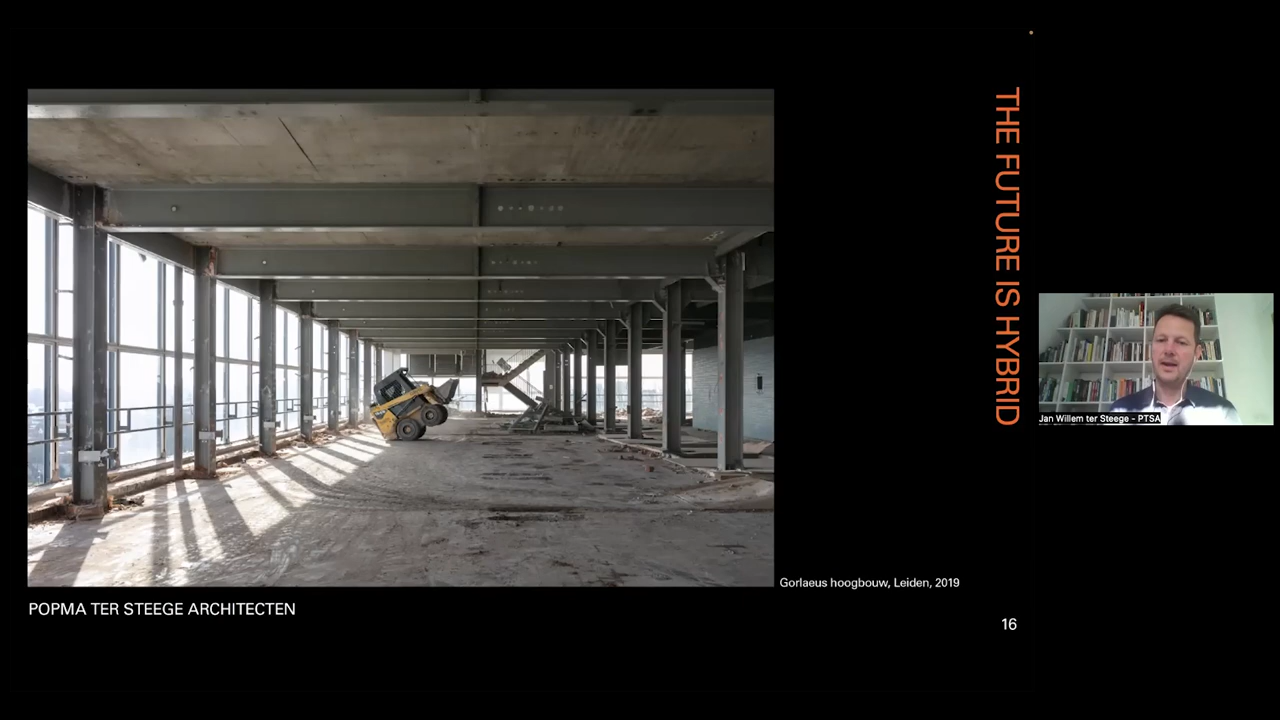 THE FUTURE IS HYBRID
Jan Willem ter Steege - PTSA
Gorlaeus hoogbouw, Leiden, 2019
POPMA TER STEEGE ARCHITECTEN
16